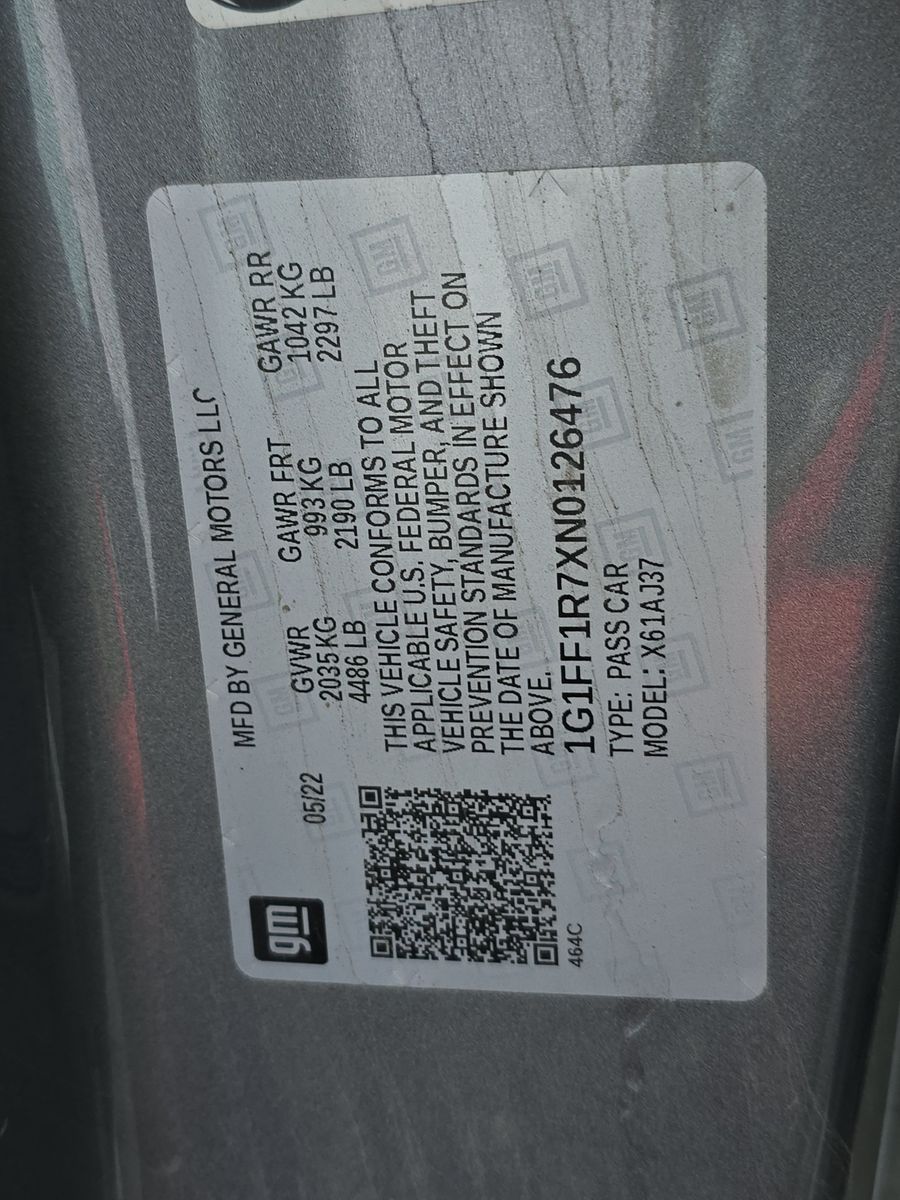 gm
MFD BY GENERAL MOTORS LLC
05/22
GVWR GAWR FRT GAWR RR
2035 KG 993 KG 1042 KG
4486 LB 2190 LB 2297 LB
THIS VEHICLE CONFORMS TO ALL
APPLICABLE U.S. FEDERAL MOTOR
VEHICLE SAFETY, BUMPER, AND THEFT
PREVENTION STANDARDS IN EFFECT ON
THE DATE OF MANUFACTURE SHOWN
ABOVE.
464C
1G1FF1R7XN0126476
TYPE: PASS CAR
MODEL: X61AJ37